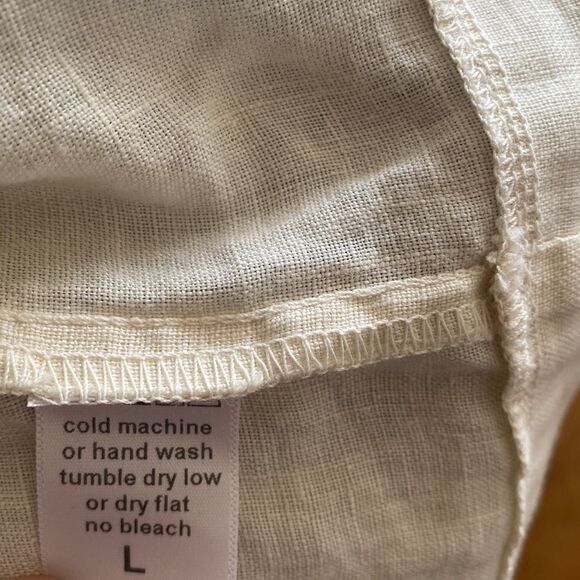 cold machine
or hand wash
tumble dry low
or dry flat
no bleach
L